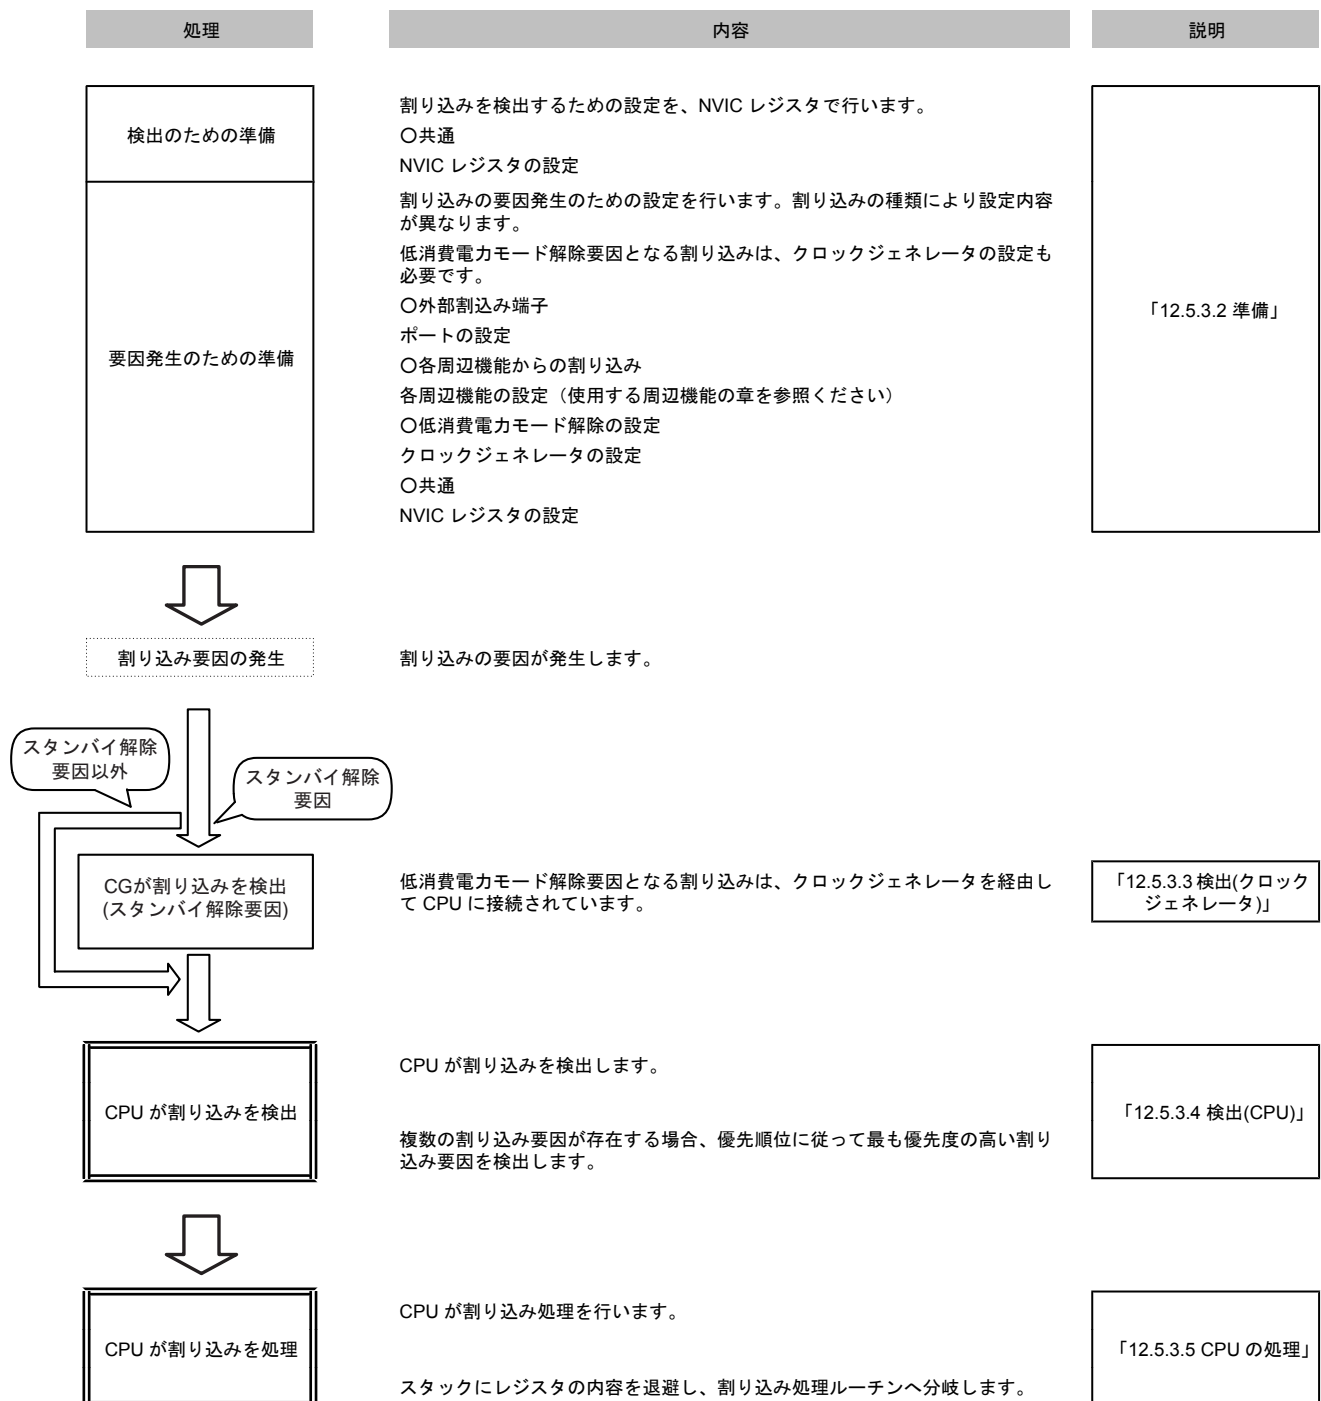 処理
内容
説明
検出のための準備
割り込みを検出するための設定を、NVIC レジスタで行います。
〇共通
NVIC レジスタの設定
要因発生のための準備
割り込みの要因発生のための設定を行います。割り込みの種類により設定内容
が異なります。
低消費電力モード解除要因となる割り込みは、クロックジェネレータの設定も
必要です。
〇外部割込み端子
ポートの設定
〇各周辺機能からの割り込み
各周辺機能の設定（使用する周辺機能の章を参照ください）
〇低消費電力モード解除の設定
クロックジェネレータの設定
〇共通
NVIC レジスタの設定
「12.5.3.2 準備」
割り込み要因の発生
割り込みの要因が発生します。
スタンバイ解除
要因以外
スタンバイ解除
要因
CGが割り込みを検出
(スタンバイ解除要因)
低消費電力モード解除要因となる割り込みは、クロックジェネレータを経由し
て CPU に接続されています。
「12.5.3.3 検出(クロック
ジェネレータ)」
CPU が割り込みを検出
CPU が割り込みを検出します。
複数の割り込み要因が存在する場合、優先順位に従って最も優先度の高い割り
込み要因を検出します。
「12.5.3.4 検出(CPU)」
CPU が割り込みを処理
CPU が割り込み処理を行います。
スタックにレジスタの内容を退避し、割り込み処理ルーチンへ分岐します。
「12.5.3.5 CPU の処理」